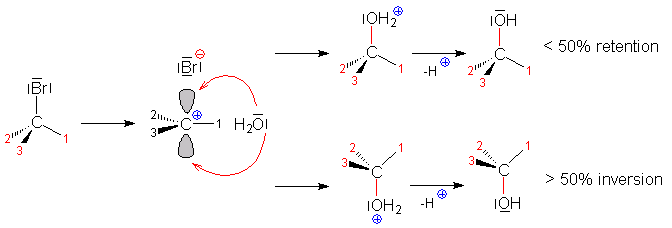 |Br|
C
2
3
1
|Br| ⊖
2
3
C ⊕
1
H2O|
|OH2 ⊕
C
2
3
1
-H ⊕
|OH
C
2
3
1
< 50% retention
2
3
1
C
|OH2
⊕
-H ⊕
2
3
1
C
|OH
> 50% inversion